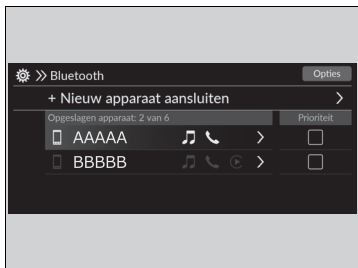 Bluetooth
Opties
+ Nieuw apparaat aansluiten
Opgeslagen apparaat: 2 van 6
Prioriteit
AAAAA
BBBBB